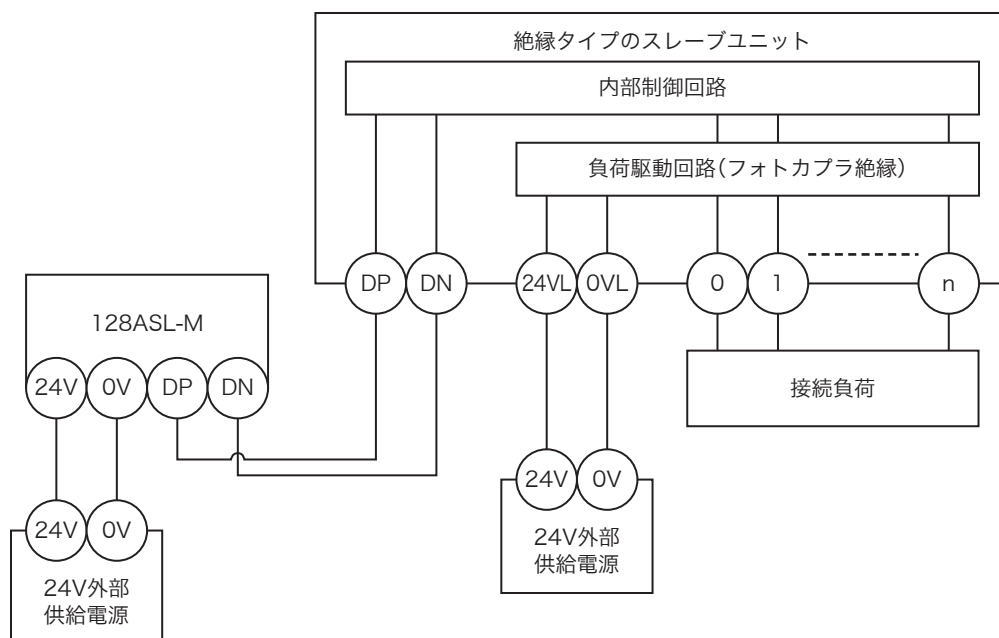 絶縁タイプのスレーブユニット
内部制御回路
負荷駆動回路(フォトカプラ絶縁)
DP DN 24VL 0VL 0 1 n
128ASL-M
24V 0V DP DN
接続負荷
24V 0V
24V外部
供給電源
24V 0V
24V外部
供給電源